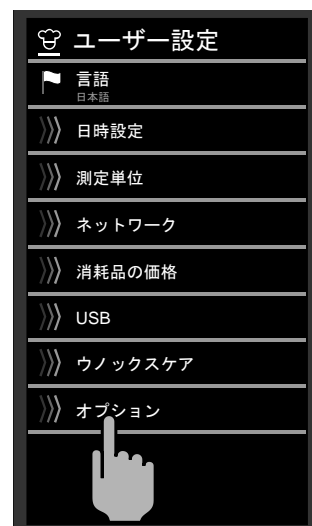 ユーザー設定
言語
日本語
日時設定
測定単位
ネットワーク
消耗品の価格
USB
ウノックスケア
オプション